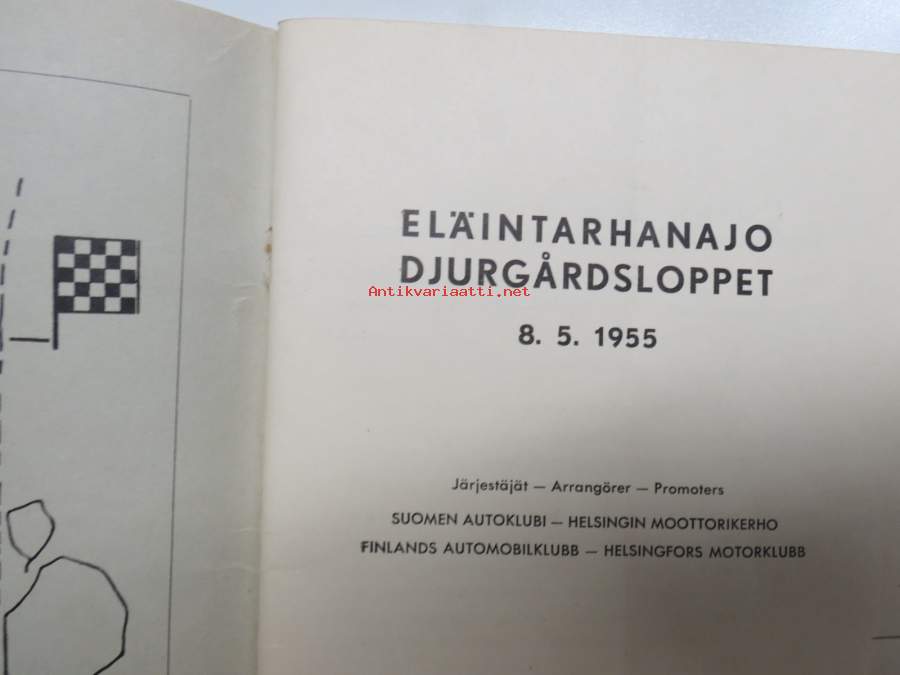 ELÄINTARHANAJO
DJURGÅRDSLOPPET
Antikvariaatti.net
8. 5. 1955
Järjestäjät — Arrangörer — Promoters
SUOMEN AUTOKLUBI — HELSINGIN MOOTTORIKERHO
FINLANDS AUTOMOBILKLUBB — HELSINGFORS MOTORKLUBB